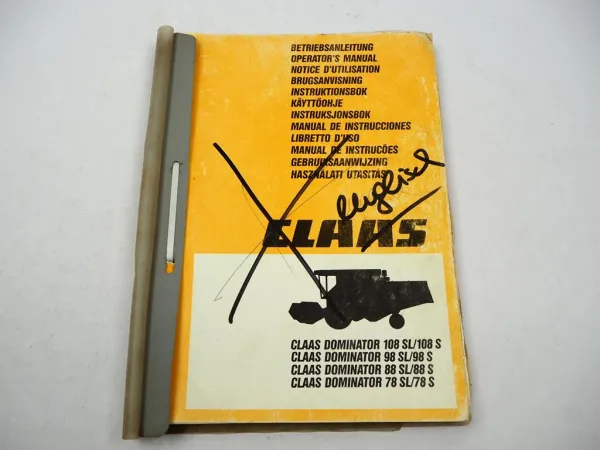 BETRIEBSANLEITUNG
OPERATOR'S MANUAL
NOTICE D'UTILISATION
BRUGSANVISNING
INSTRUKTIONSBOK
KÄYTTÖOHJE
INSTRUKSJONSBOK
MANUAL DE INSTRUCCIONES
LIBRETTO D'USO
MANUAL DE INSTRUCÕES
GEBRUIKSAANWIJZING
HASZNÁLATI UTASITÁS
englisch
CLAAS
CLAAS DOMINATOR 108 SL/108 S
CLAAS DOMINATOR 98 SL/98 S
CLAAS DOMINATOR 88 SL/88 S
CLAAS DOMINATOR 78 SL/78 S